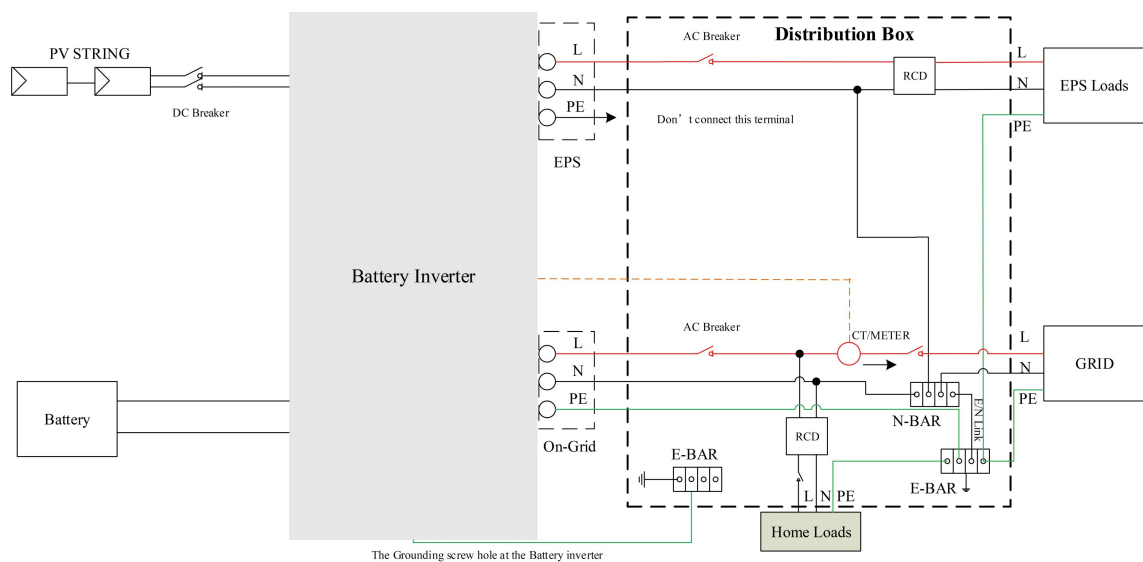 PV STRING
DC Breaker
Battery Inverter
Battery
L
N
PE
EPS
AC Breaker
Distribution Box
RCD
Don’t connect this terminal
L
N
PE
EPS Loads
L
N
PE
On-Grid
AC Breaker
CT/METER
L
N
PE
GRID
N-BAR
E/N Link
RCD
E-BAR
E-BAR
L N PE
Home Loads
The Grounding screw hole at the Battery inverter